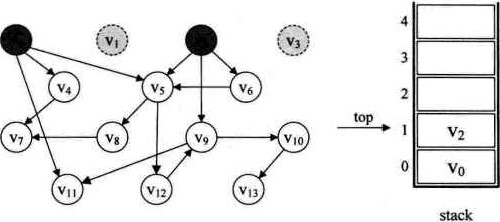 v₁
v₃
v₄
v₅
v₆
v₇
v₈
v₉
v₁₀
v₁₁
v₁₂
v₁₃
top
4
3
2
1 v₂
0 v₀
stack